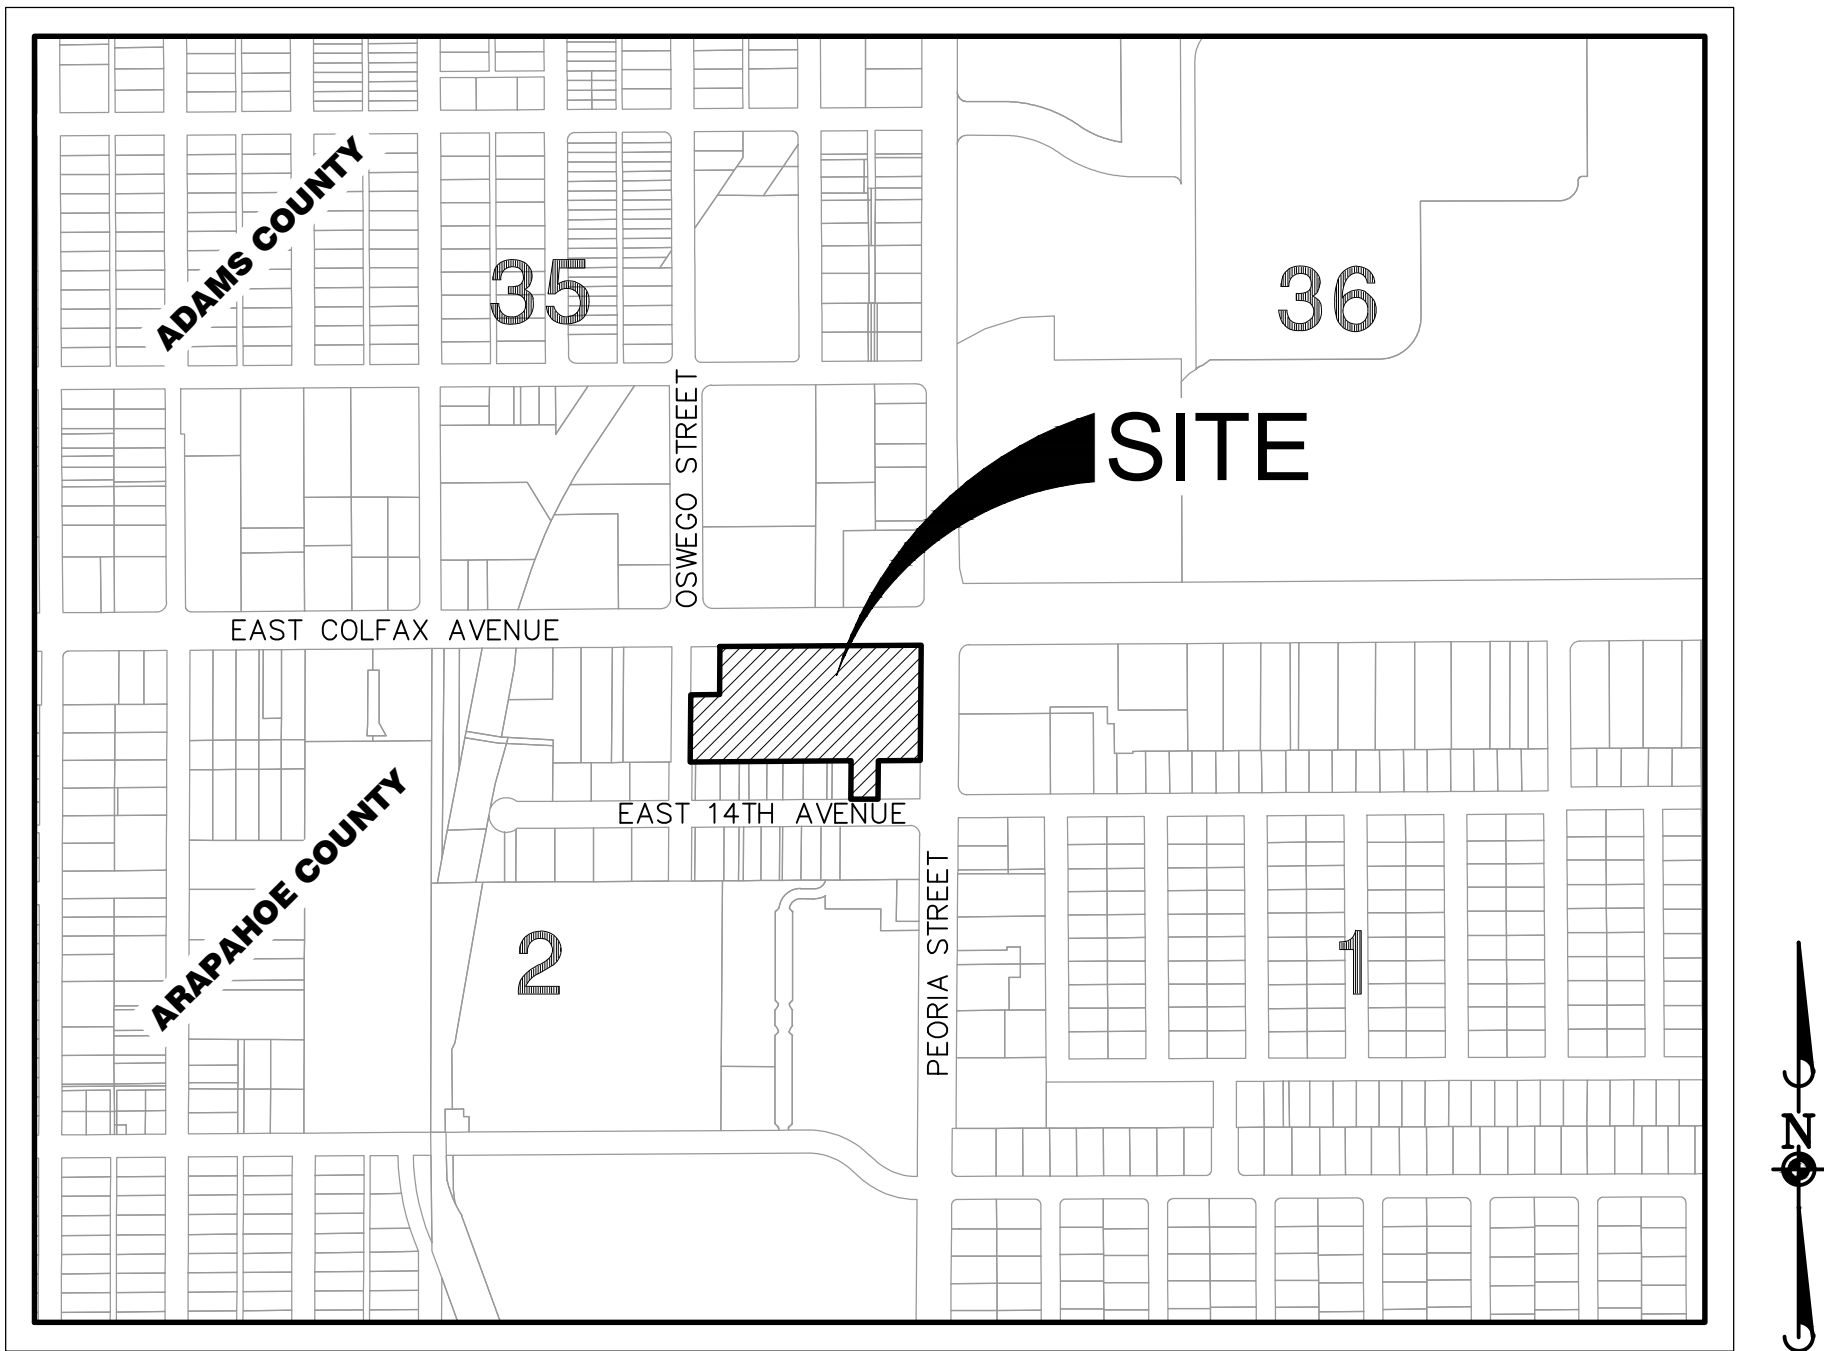 ADAMS COUNTY
35
36
OSWEGO STREET
SITE
EAST COLFAX AVENUE
EAST 14TH AVENUE
ARAPAHOE COUNTY
2
PEORIA STREET
1
N